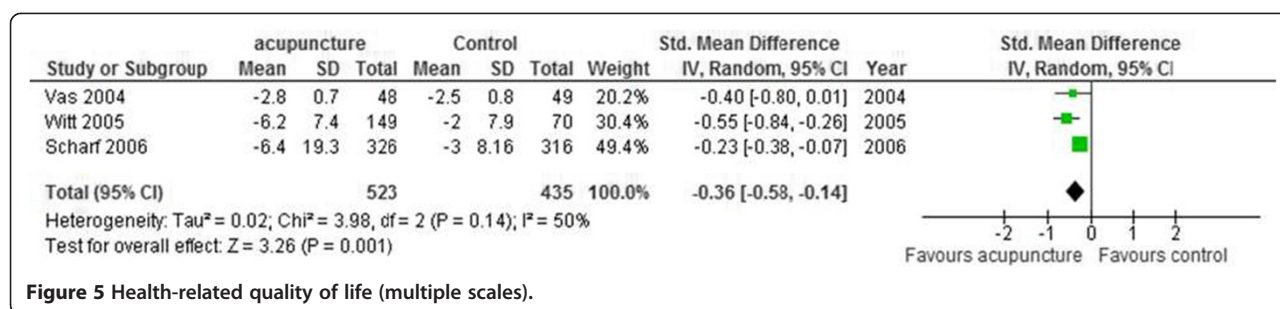 acupuncture Control Std. Mean Difference Std. Mean Difference
Study or Subgroup Mean SD Total Mean SD Total Weight IV, Random, 95% CI Year IV, Random, 95% CI
Vas 2004 -2.8 0.7 48 -2.5 0.8 49 20.2% -0.40 [-0.80, 0.01] 2004
Witt 2005 -6.2 7.4 149 -2 7.9 70 30.4% -0.55 [-0.84, -0.26] 2005
Scharf 2006 -6.4 19.3 326 -3 8.16 316 49.4% -0.23 [-0.38, -0.07] 2006
Total (95% CI) 523 435 100.0% -0.36 [-0.58, -0.14]
Heterogeneity: Tau² = 0.02; Chi² = 3.98, df = 2 (P = 0.14); I² = 50%
Test for overall effect: Z = 3.26 (P = 0.001)
-2 -1 0 1 2
Favours acupuncture Favours control
Figure 5 Health-related quality of life (multiple scales).